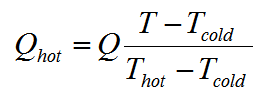 Q_hot = Q (T − T_cold) / (T_hot − T_cold)